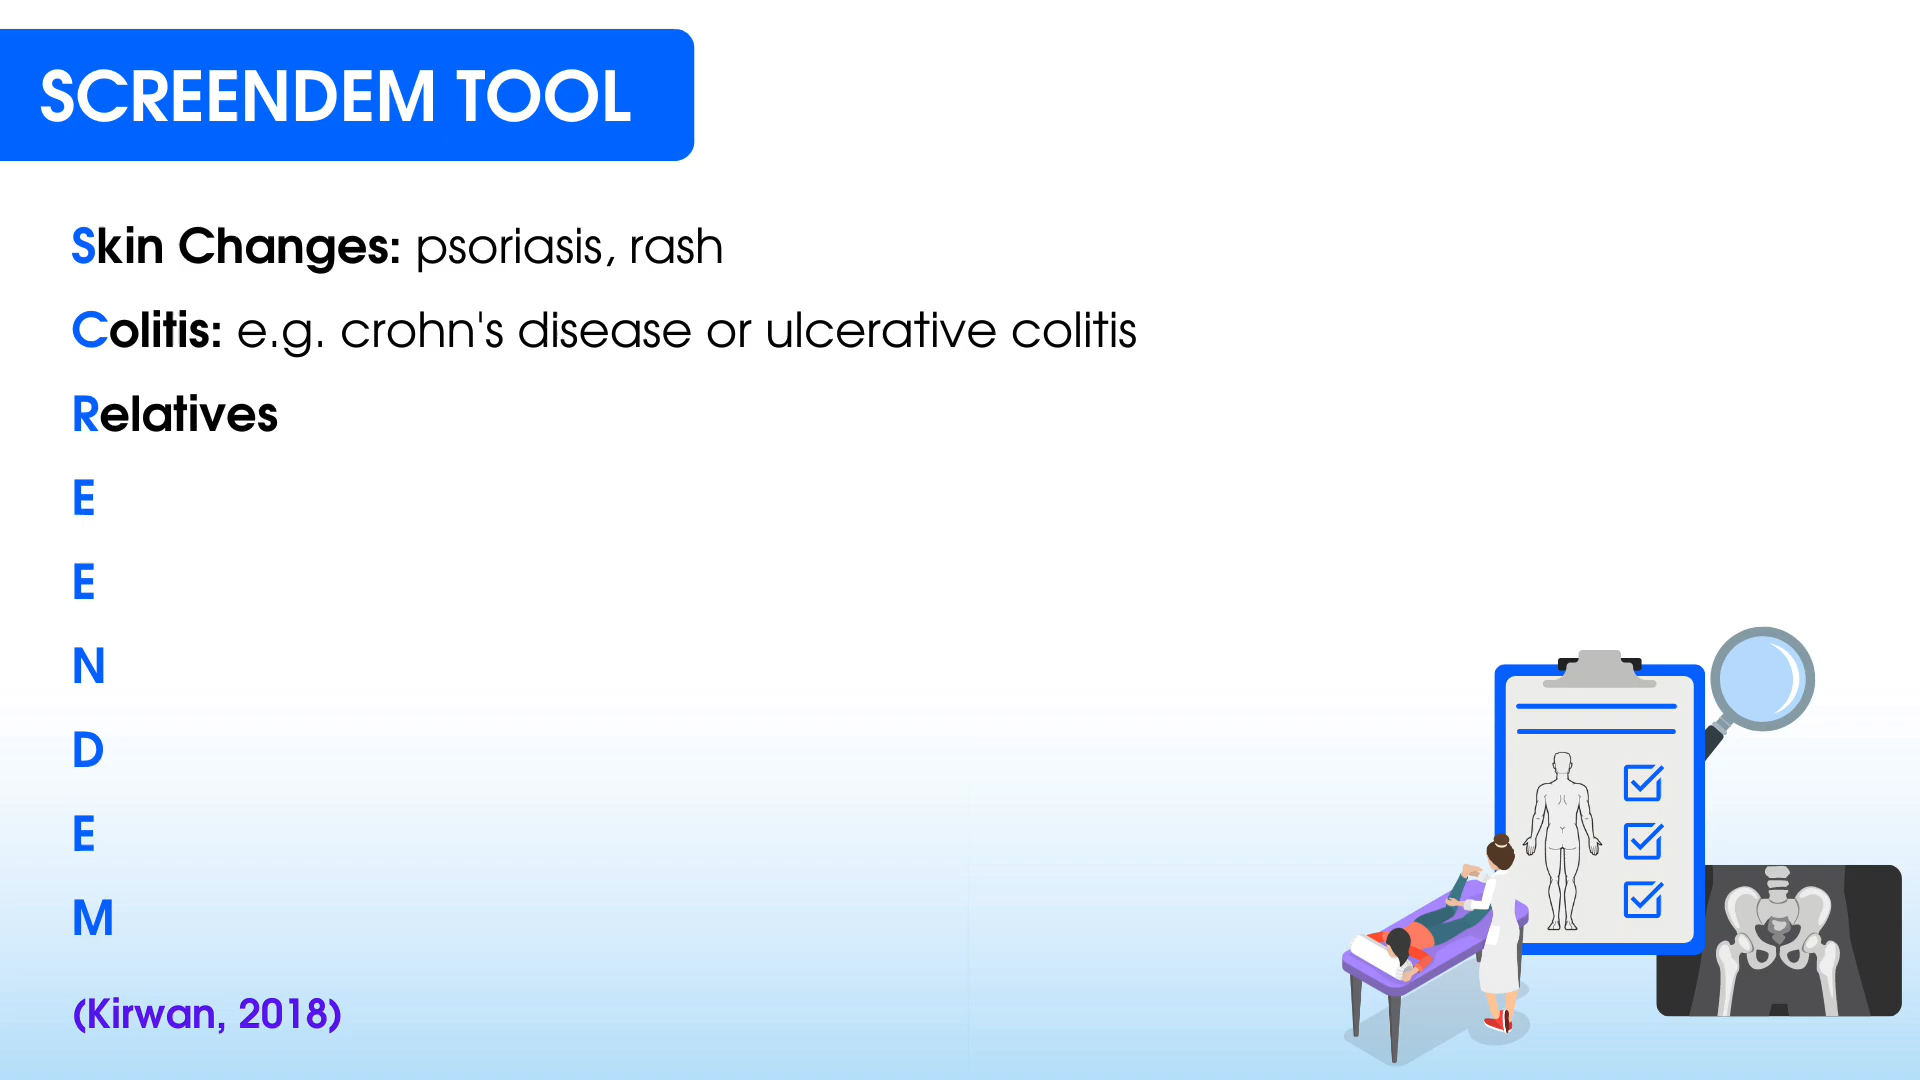 SCREENDEM TOOL
Skin Changes: psoriasis, rash
Colitis: e.g. crohn's disease or ulcerative colitis
Relatives
E
E
N
D
E
M
(Kirwan, 2018)